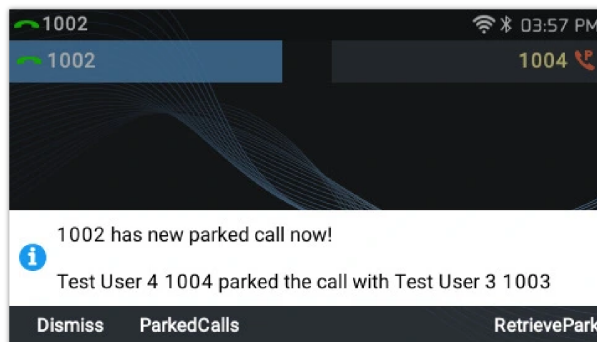 1002 03:57 PM
1002 1004
1002 has new parked call now!
Test User 4 1004 parked the call with Test User 3 1003
Dismiss ParkedCalls RetrievePark